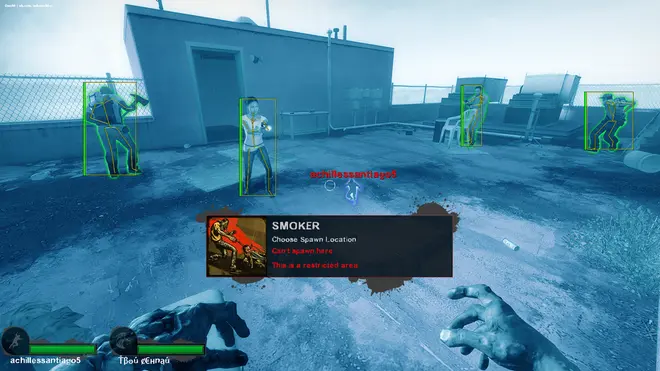 achillessantiago5
SMOKER
Choose Spawn Location
Can't spawn here
This is a restricted area
achillessantiago5